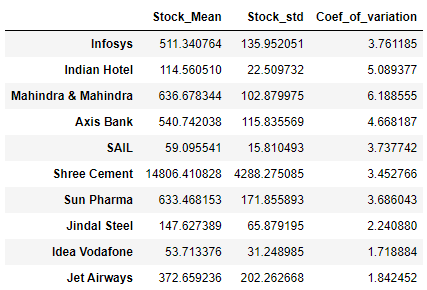 Stock_Mean Stock_std Coef_of_variation
Infosys 511.340764 135.952051 3.761185
Indian Hotel 114.560510 22.509732 5.089377
Mahindra & Mahindra 636.678344 102.879975 6.188555
Axis Bank 540.742038 115.835569 4.668187
SAIL 59.095541 15.810493 3.737742
Shree Cement 14806.410828 4288.275085 3.452766
Sun Pharma 633.468153 171.855893 3.686043
Jindal Steel 147.627389 65.879195 2.240880
Idea Vodafone 53.713376 31.248985 1.718884
Jet Airways 372.659236 202.262668 1.842452